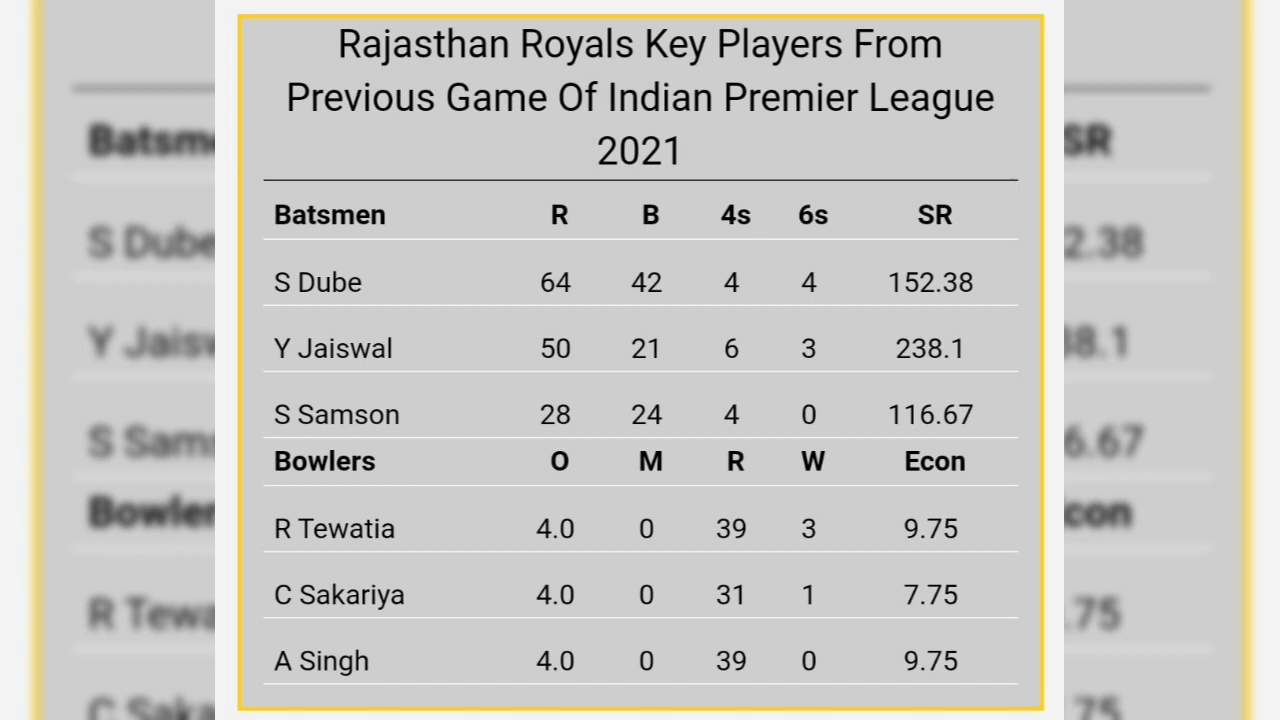 Rajasthan Royals Key Players From
Previous Game Of Indian Premier League
2021
Batsmen R B 4s 6s SR
S Dube 64 42 4 4 152.38
Y Jaiswal 50 21 6 3 238.1
S Samson 28 24 4 0 116.67
Bowlers O M R W Econ
R Tewatia 4.0 0 39 3 9.75
C Sakariya 4.0 0 31 1 7.75
A Singh 4.0 0 39 0 9.75